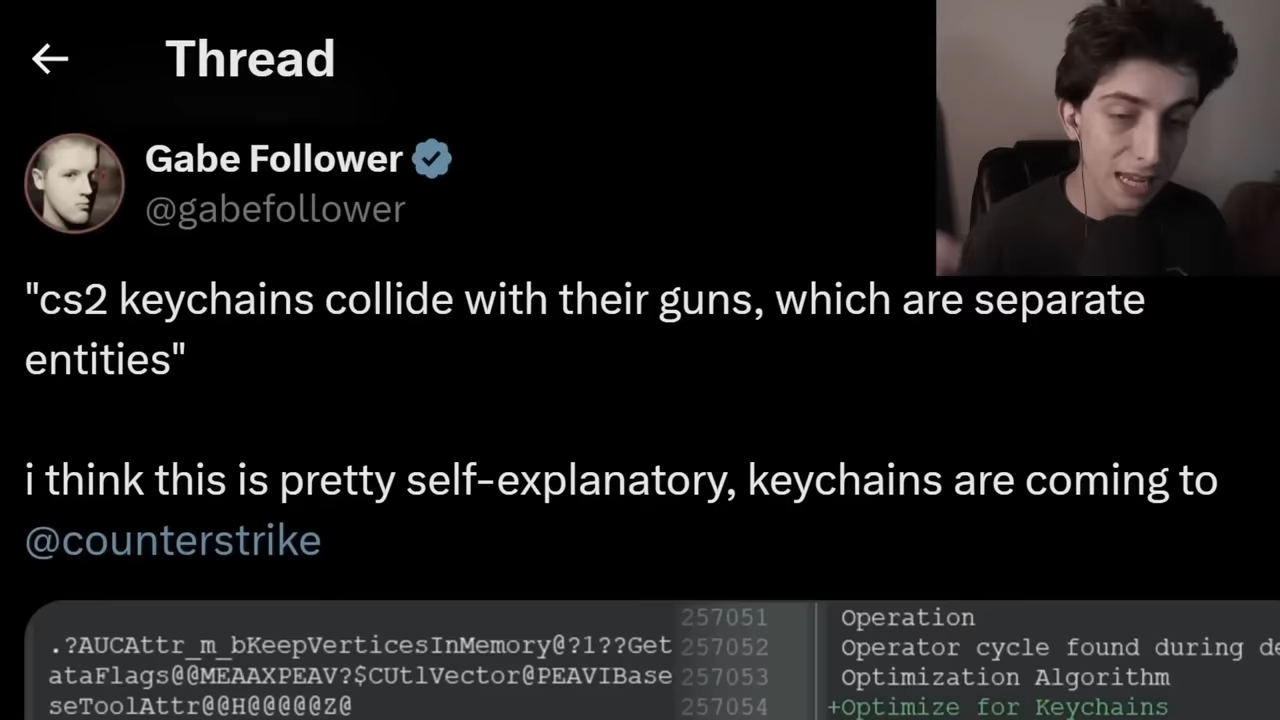 Thread
Gabe Follower
@gabefollower
"cs2 keychains collide with their guns, which are separate
entities"
i think this is pretty self-explanatory, keychains are coming to
@counterstrike
.?AUCAttr_m_bKeepVerticesInMemory@?1??Get
ataFlags@@MEAAXPEAV?$CUtlVector@PEAVIBase
seToolAttr@@H@@@@@Z@
257051 Operation
257052 Operator cycle found during de
257053 Optimization Algorithm
257054 +Optimize for Keychains